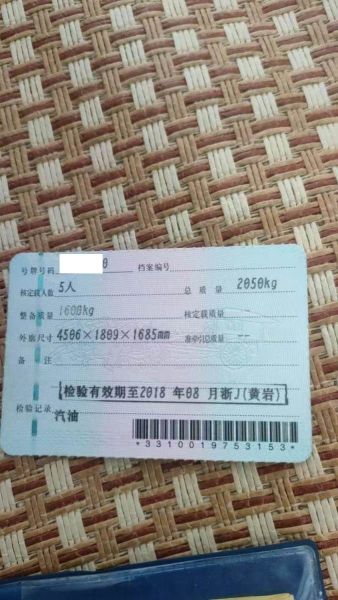 号牌号码 0 档案编号
核定载人数 5人 总质量 2050kg
整备质量 1600kg 核定载质量
外廓尺寸 4506×1809×1685mm 准牵引总质量 --
备注
检验有效期至2018 年08 月浙J(黄岩)
检验记录 汽油
*3310019753153*